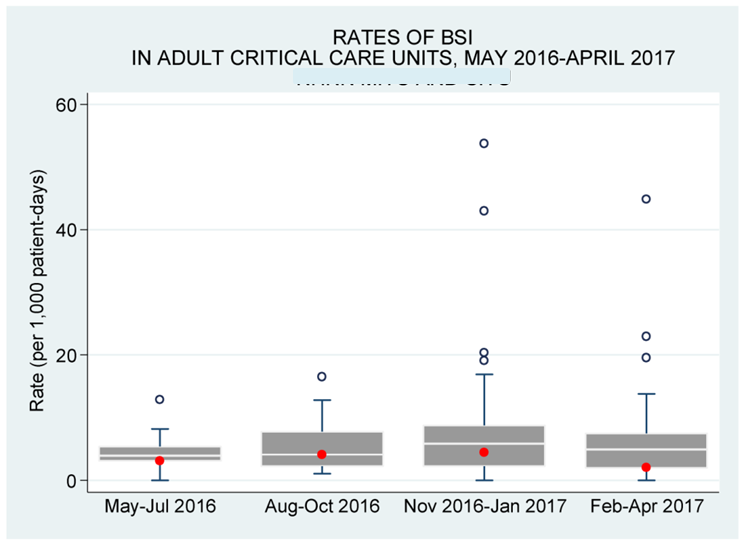 RATES OF BSI
IN ADULT CRITICAL CARE UNITS, MAY 2016-APRIL 2017
Rate (per 1,000 patient-days)
60
40
20
0
May-Jul 2016
Aug-Oct 2016
Nov 2016-Jan 2017
Feb-Apr 2017